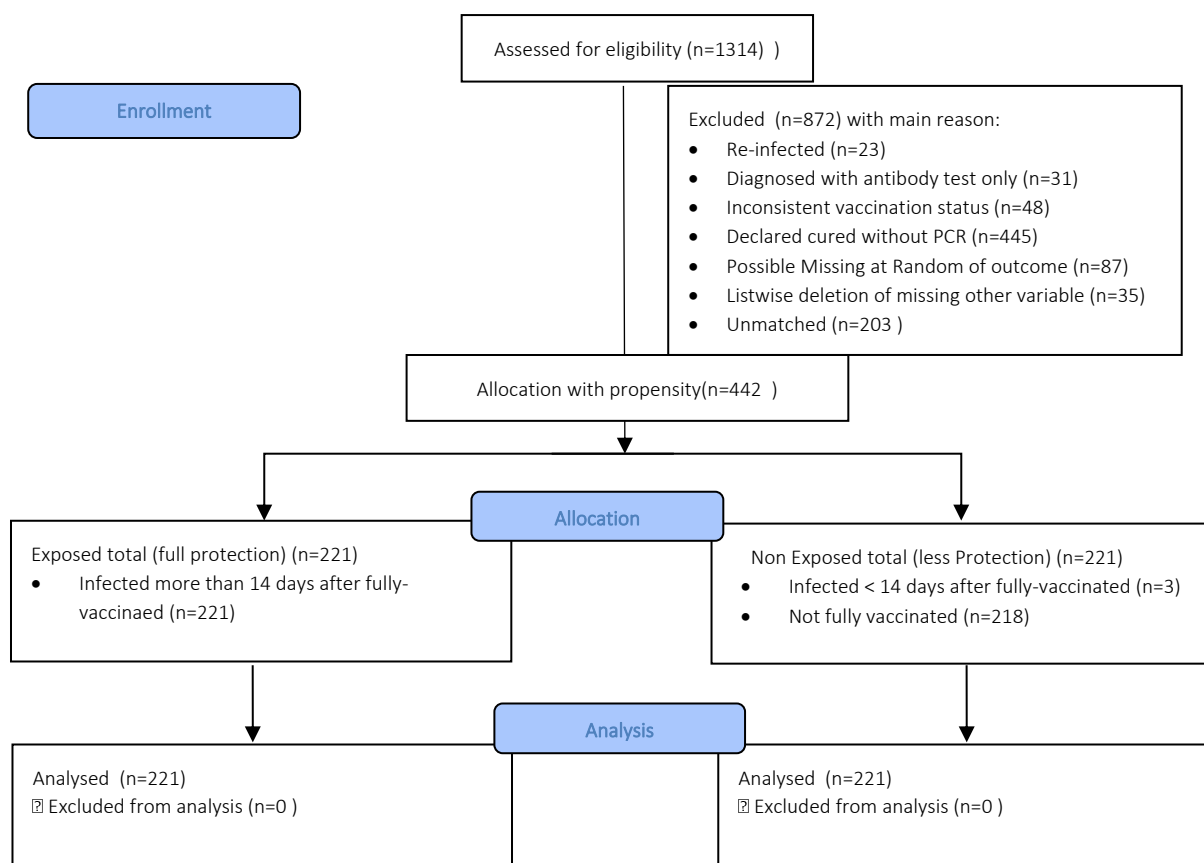 Assessed for eligibility (n=1314) )
Enrollment
Excluded (n=872) with main reason:
• Re-infected (n=23)
• Diagnosed with antibody test only (n=31)
• Inconsistent vaccination status (n=48)
• Declared cured without PCR (n=445)
• Possible Missing at Random of outcome (n=87)
• Listwise deletion of missing other variable (n=35)
• Unmatched (n=203 )
Allocation with propensity(n=442 )
Allocation
Exposed total (full protection) (n=221)
• Infected more than 14 days after fully-
vaccinaed (n=221)
Non Exposed total (less Protection) (n=221)
• Infected < 14 days after fully-vaccinated (n=3)
• Not fully vaccinated (n=218)
Analysis
Analysed (n=221)
⍰ Excluded from analysis (n=0 )
Analysed (n=221)
⍰ Excluded from analysis (n=0 )